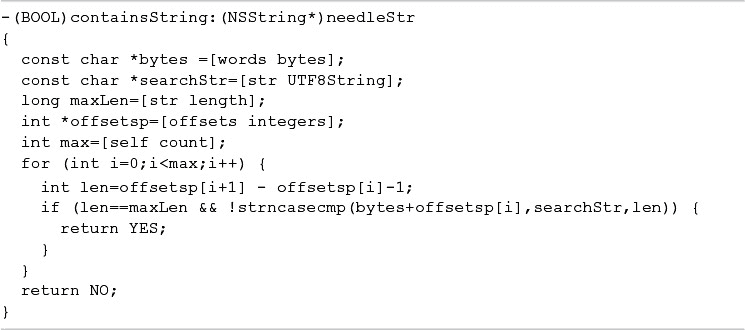 -(BOOL)containsString:(NSString*)needleStr
{
const char *bytes =[words bytes];
const char *searchStr=[str UTF8String];
long maxLen=[str length];
int *offsetsp=[offsets integers];
int max=[self count];
for (int i=0;i<max;i++) {
int len=offsetsp[i+1] - offsetsp[i]-1;
if (len==maxLen && !strncasecmp(bytes+offsetsp[i],searchStr,len)) {
return YES;
}
}
return NO;
}